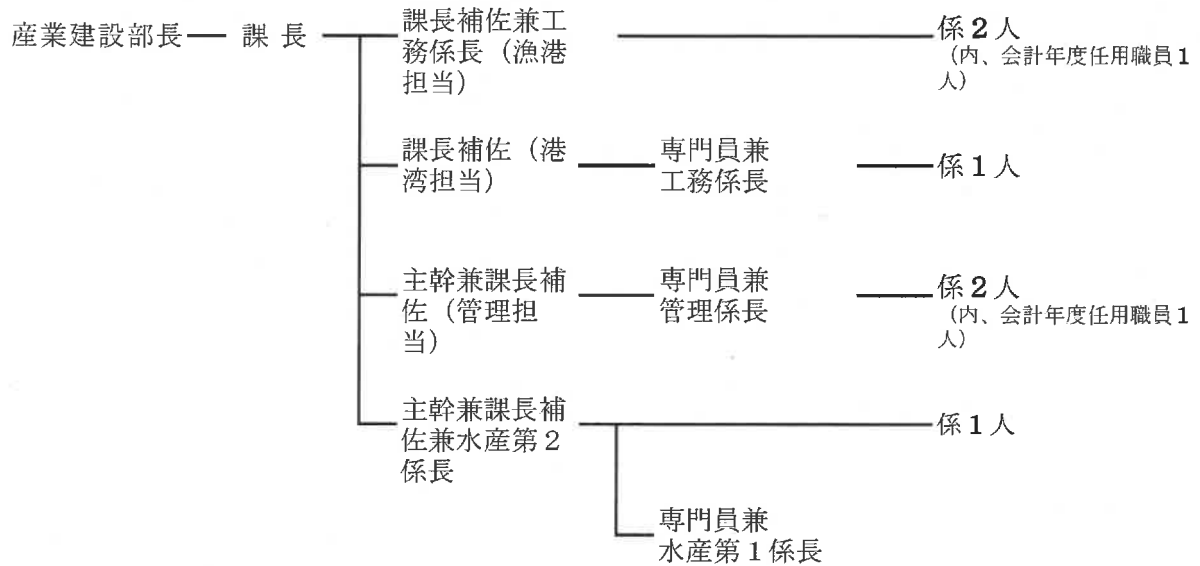 産業建設部長
課長
課長補佐兼工
務係長（漁港
担当）
係２人
（内、会計年度任用職員１
人）
課長補佐（港
湾担当）
専門員兼
工務係長
係１人
主幹兼課長補
佐（管理担
当）
専門員兼
管理係長
係２人
（内、会計年度任用職員１
人）
主幹兼課長補
佐兼水産第２
係長
係１人
専門員兼
水産第１係長